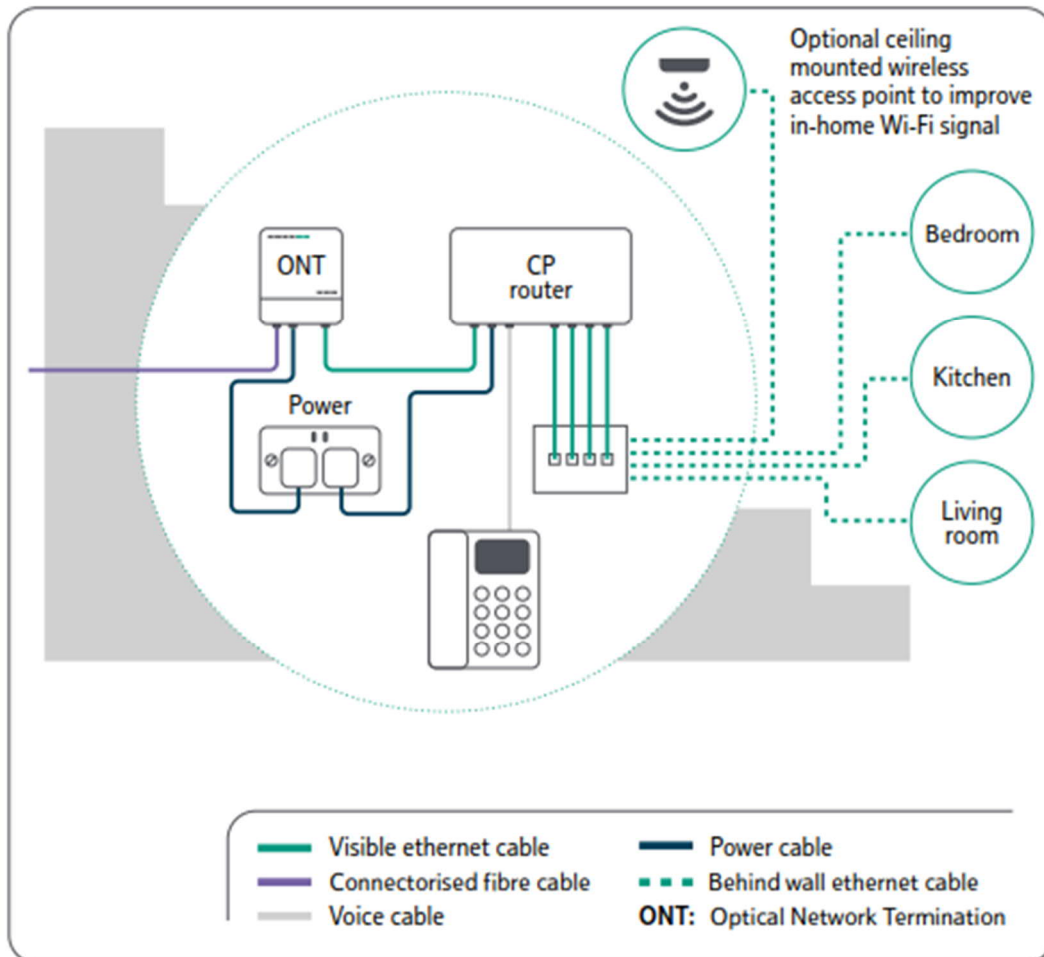 Optional ceiling
mounted wireless
access point to improve
in-home Wi-Fi signal
Bedroom
ONT
CP
router
Kitchen
Power
Living
room
Visible ethernet cable
Connectorised fibre cable
Voice cable
Power cable
Behind wall ethernet cable
ONT: Optical Network Termination